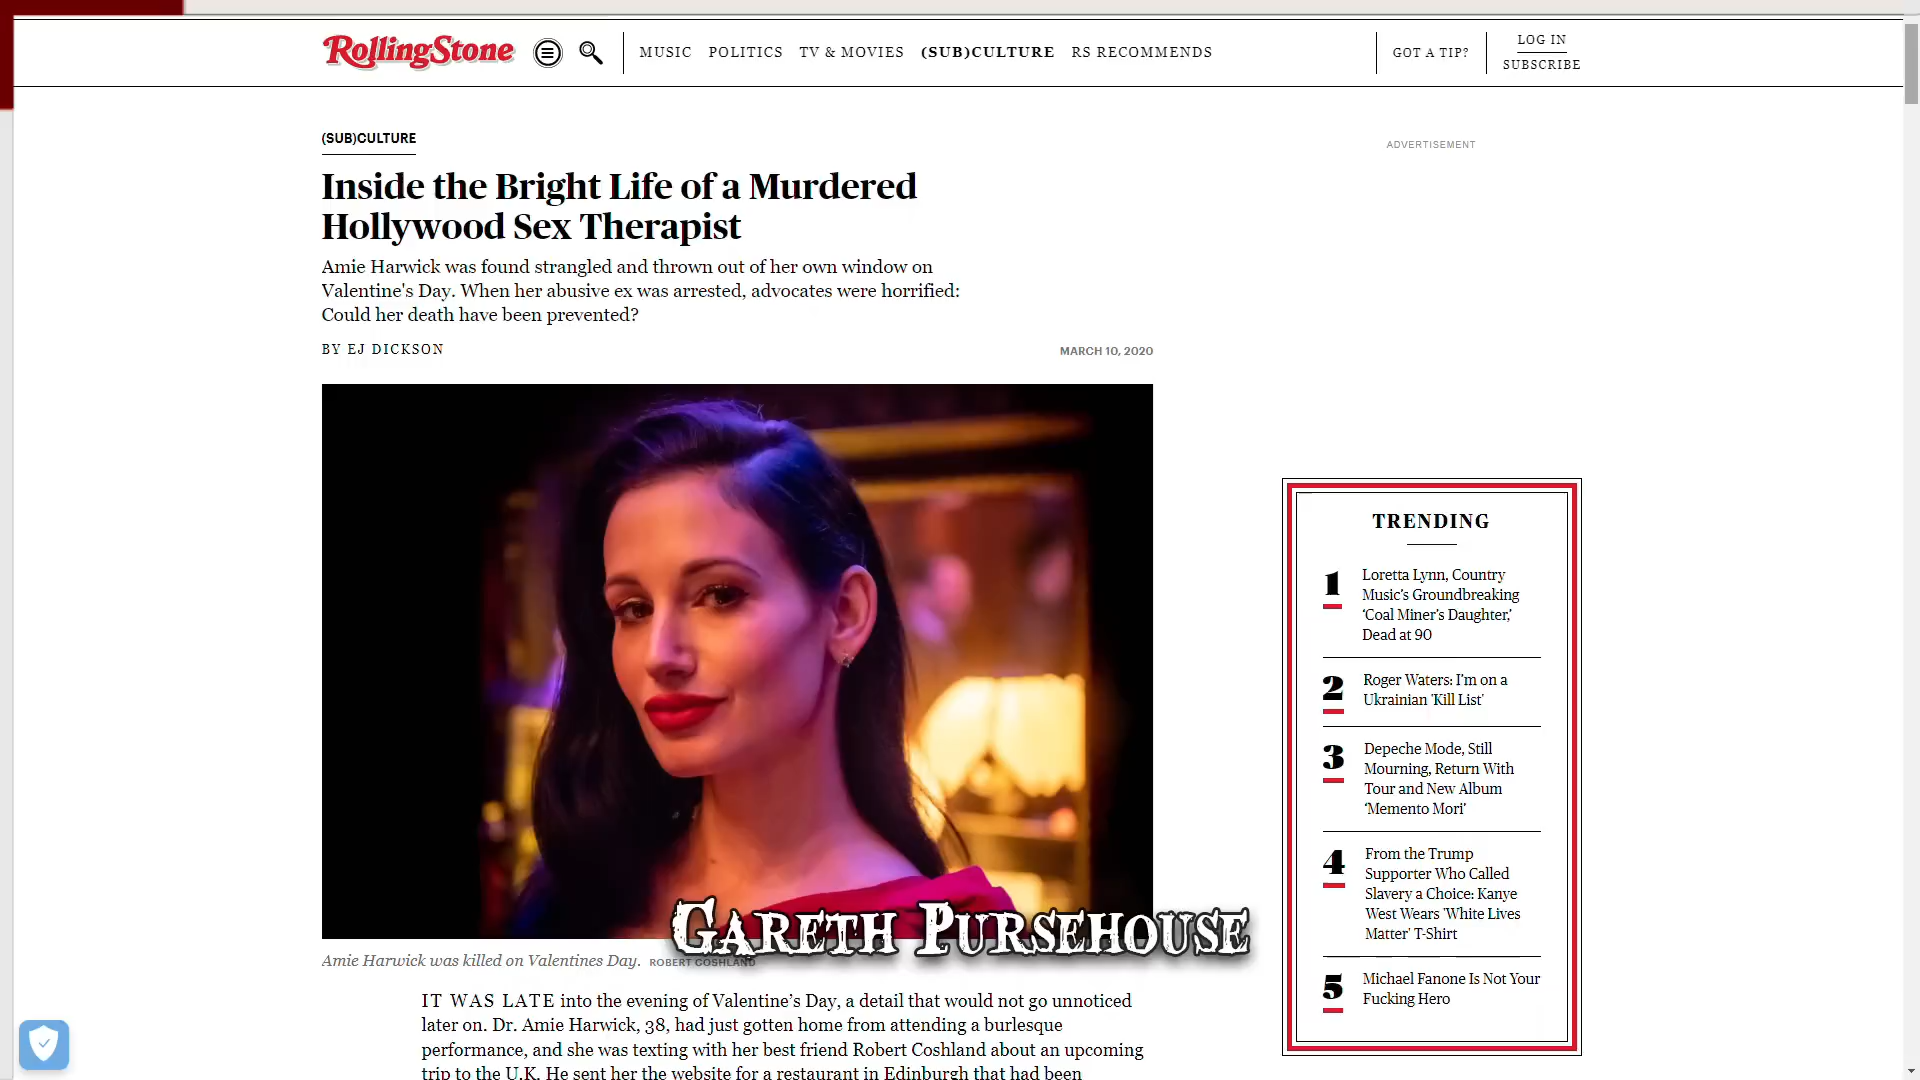 RollingStone
MUSIC POLITICS TV & MOVIES (SUB)CULTURE RS RECOMMENDS
GOT A TIP?
LOG IN
SUBSCRIBE
(SUB)CULTURE
ADVERTISEMENT
Inside the Bright Life of a Murdered
Hollywood Sex Therapist
Amie Harwick was found strangled and thrown out of her own window on
Valentine's Day. When her abusive ex was arrested, advocates were horrified:
Could her death have been prevented?
BY EJ DICKSON
MARCH 10, 2020
GARETH PURSEHOUSE
Amie Harwick was killed on Valentines Day. ROBERT COSHLAND
IT WAS LATE into the evening of Valentine’s Day, a detail that would not go unnoticed
later on. Dr. Amie Harwick, 38, had just gotten home from attending a burlesque
performance, and she was texting with her best friend Robert Coshland about an upcoming
trip to the U.K. He sent her the website for a restaurant in Edinburgh that had been
TRENDING
1
Loretta Lynn, Country
Music’s Groundbreaking
‘Coal Miner’s Daughter,’
Dead at 90
2
Roger Waters: I’m on a
Ukrainian ‘Kill List’
3
Depeche Mode, Still
Mourning, Return With
Tour and New Album
‘Memento Mori’
4
From the Trump
Supporter Who Called
Slavery a Choice: Kanye
West Wears ‘White Lives
Matter’ T-Shirt
5
Michael Fanone Is Not Your
Fucking Hero